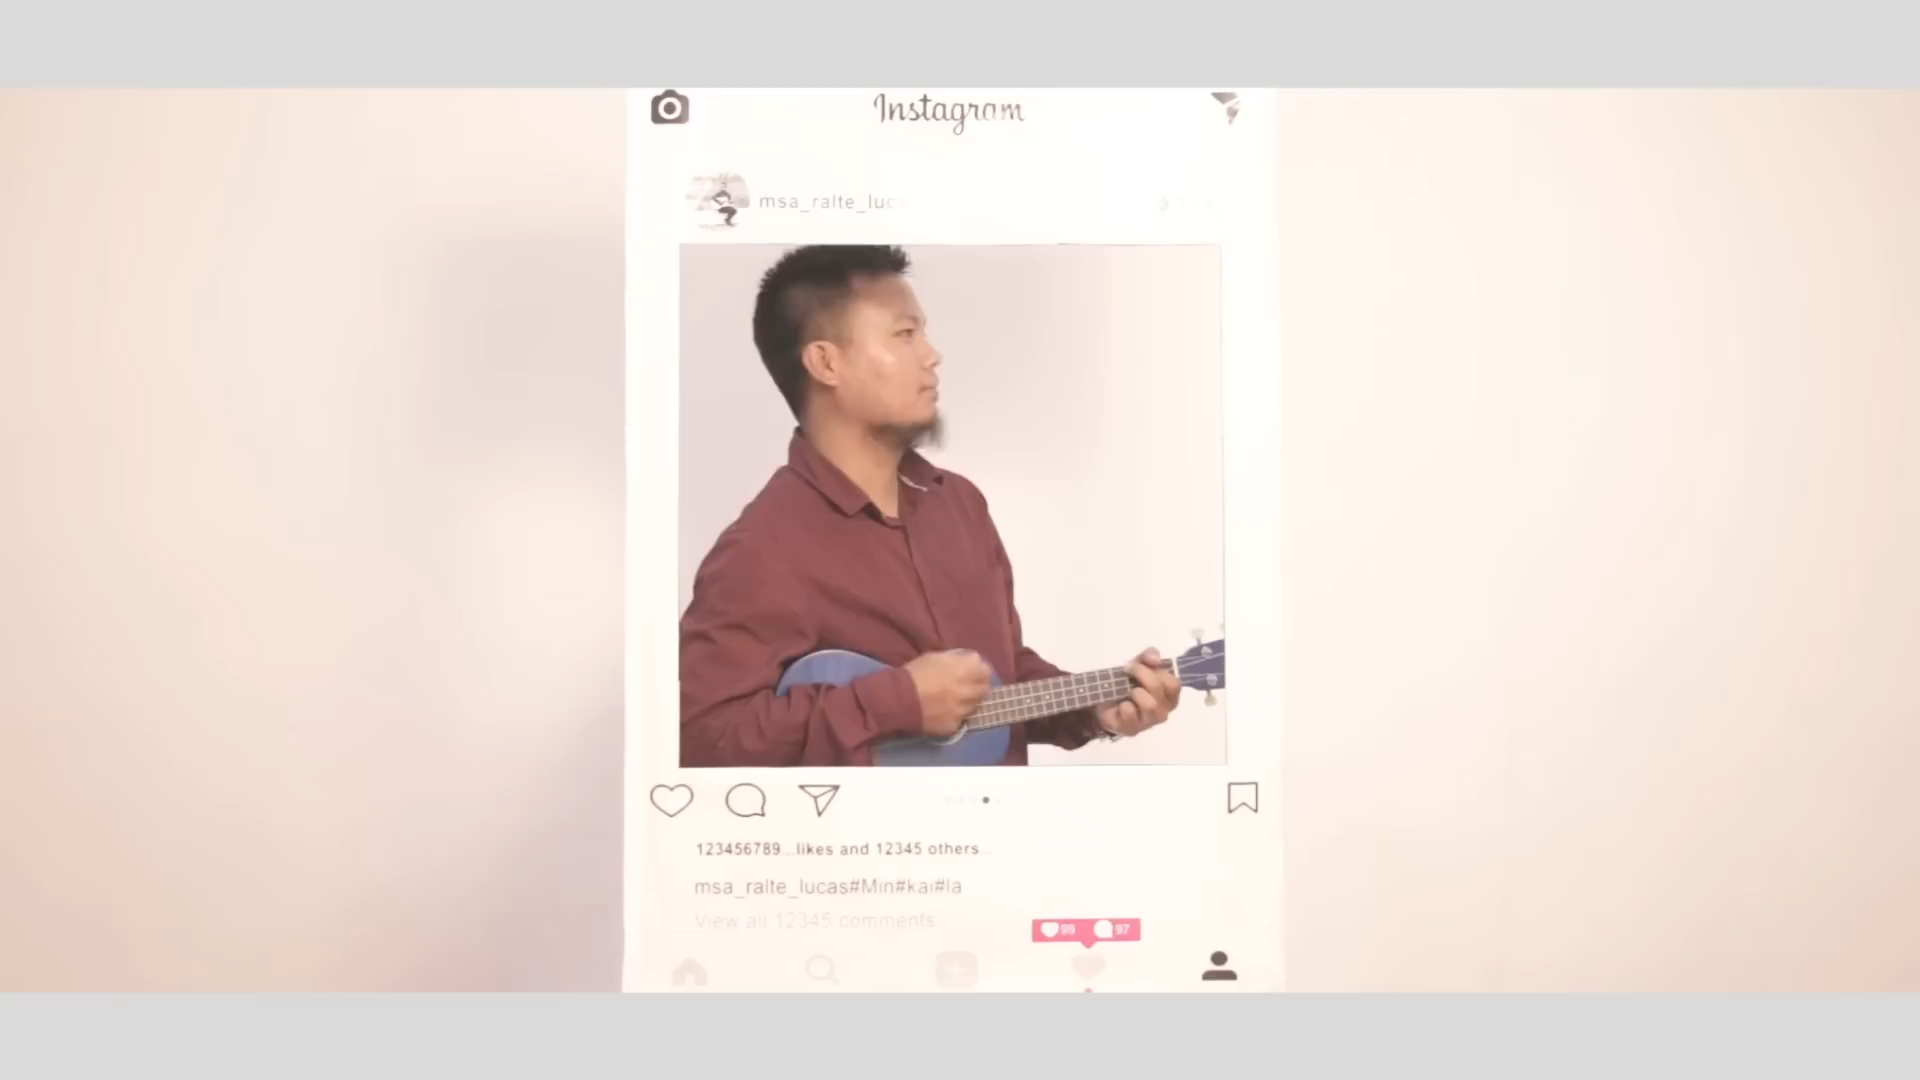 Instagram
msa_ralte_luc
123456789...likes and 12345 others...
msa_ralte_lucas#Min#kai#la
View all 12345 comments
99 97